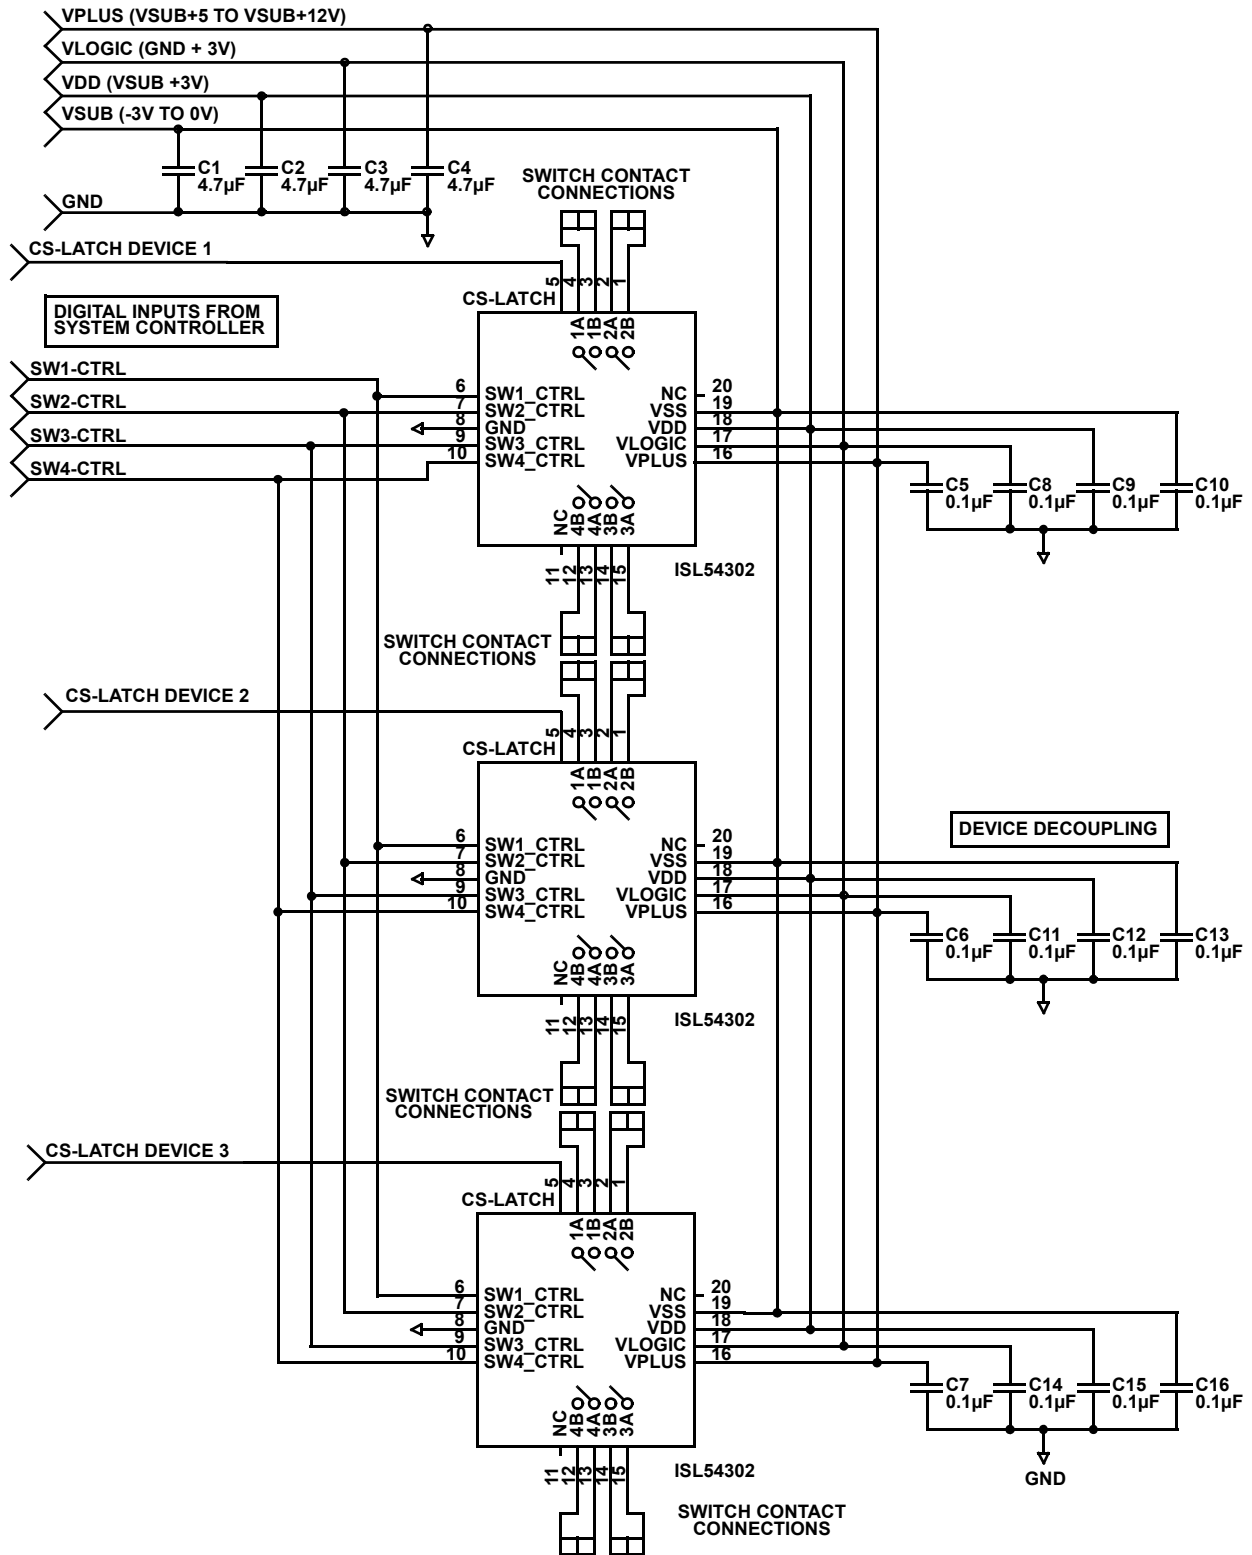 VPLUS (VSUB+5 TO VSUB+12V)
VLOGIC (GND + 3V)
VDD (VSUB +3V)
VSUB (-3V TO 0V)
C1
4.7µF
C2
4.7µF
C3
4.7µF
C4
4.7µF
GND
SWITCH CONTACT
CONNECTIONS
CS-LATCH DEVICE 1
5
4
3
2
1
CS-LATCH
DIGITAL INPUTS FROM
SYSTEM CONTROLLER
1A
1B
2A
2B
SW1-CTRL
SW2-CTRL
SW3-CTRL
SW4-CTRL
6
7
8
9
10
SW1_CTRL
SW2_CTRL
GND
SW3_CTRL
SW4_CTRL
NC
VSS
VDD
VLOGIC
VPLUS
20
19
18
17
16
C5
0.1µF
C8
0.1µF
C9
0.1µF
C10
0.1µF
NC
4B
4A
3B
3A
11
12
13
14
15
ISL54302
SWITCH CONTACT
CONNECTIONS
CS-LATCH DEVICE 2
5
4
3
2
1
CS-LATCH
1A
1B
2A
2B
6
7
8
9
10
SW1_CTRL
SW2_CTRL
GND
SW3_CTRL
SW4_CTRL
NC
VSS
VDD
VLOGIC
VPLUS
20
19
18
17
16
DEVICE DECOUPLING
C6
0.1µF
C11
0.1µF
C12
0.1µF
C13
0.1µF
NC
4B
4A
3B
3A
11
12
13
14
15
ISL54302
SWITCH CONTACT
CONNECTIONS
CS-LATCH DEVICE 3
5
4
3
2
1
CS-LATCH
1A
1B
2A
2B
6
7
8
9
10
SW1_CTRL
SW2_CTRL
GND
SW3_CTRL
SW4_CTRL
NC
VSS
VDD
VLOGIC
VPLUS
20
19
18
17
16
C7
0.1µF
C14
0.1µF
C15
0.1µF
C16
0.1µF
GND
NC
4B
4A
3B
3A
11
12
13
14
15
ISL54302
SWITCH CONTACT
CONNECTIONS